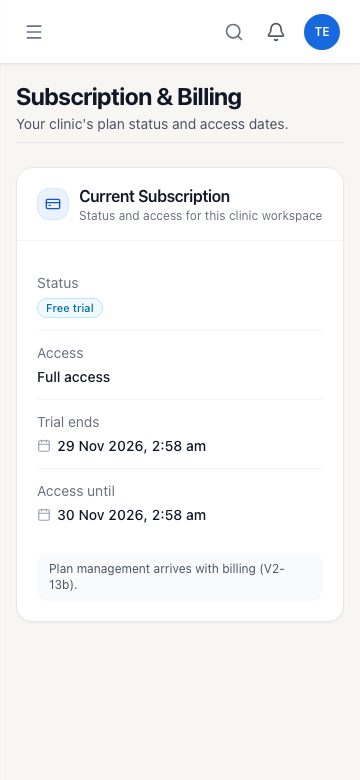 TE
Subscription & Billing
Your clinic's plan status and access dates.
Current Subscription
Status and access for this clinic workspace
Status
Free trial
Access
Full access
Trial ends
29 Nov 2026, 2:58 am
Access until
30 Nov 2026, 2:58 am
Plan management arrives with billing (V2-
13b).